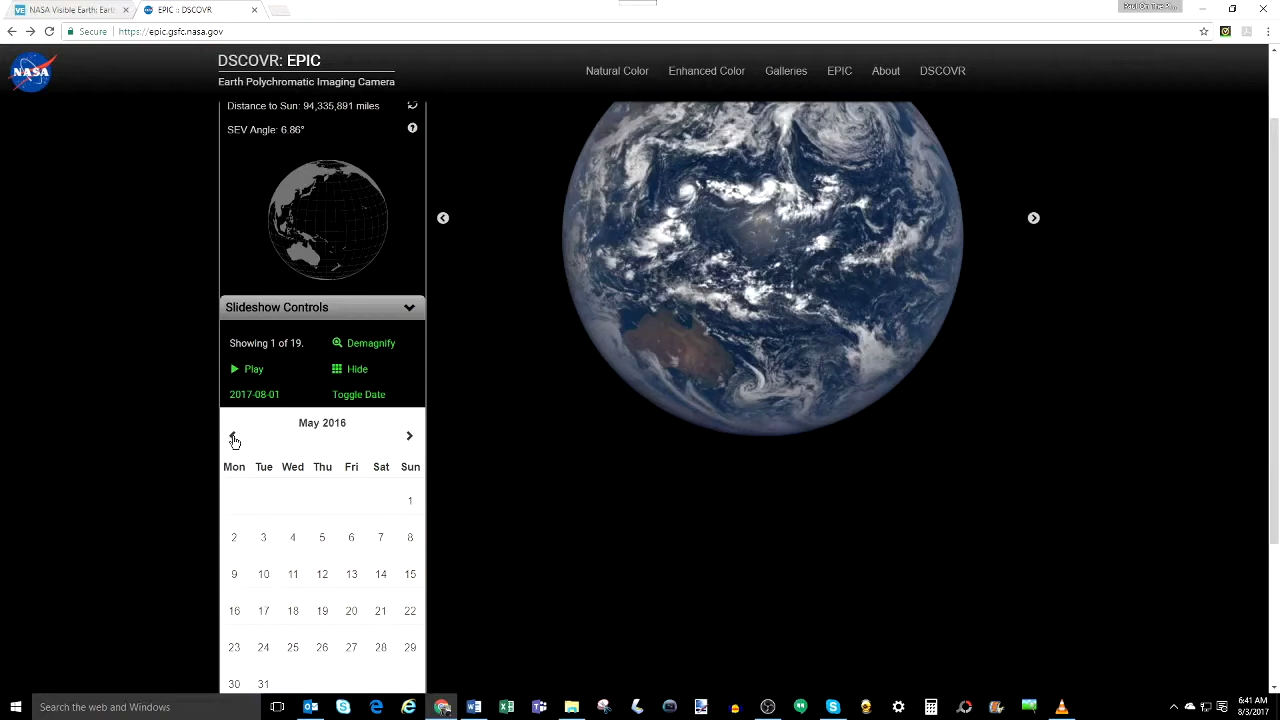 NASA Visible Earth: Eart
EPIC :: DSCOVR
Secure
https://epic.gsfc.nasa.gov
NASA
DSCOVR: EPIC
Earth Polychromatic Imaging Camera
Natural Color
Enhanced Color
Galleries
EPIC
About
DSCOVR
Distance to Sun: 94,335,891 miles
SEV Angle: 6.86°
Slideshow Controls
Showing 1 of 19.
Demagnify
Play
Hide
2017-08-01
Toggle Date
May 2016
Mon Tue Wed Thu Fri Sat Sun
1
2 3 4 5 6 7 8
9 10 11 12 13 14 15
16 17 18 19 20 21 22
23 24 25 26 27 28 29
30 31
Search the web and Windows
6:41 AM
8/3/2017